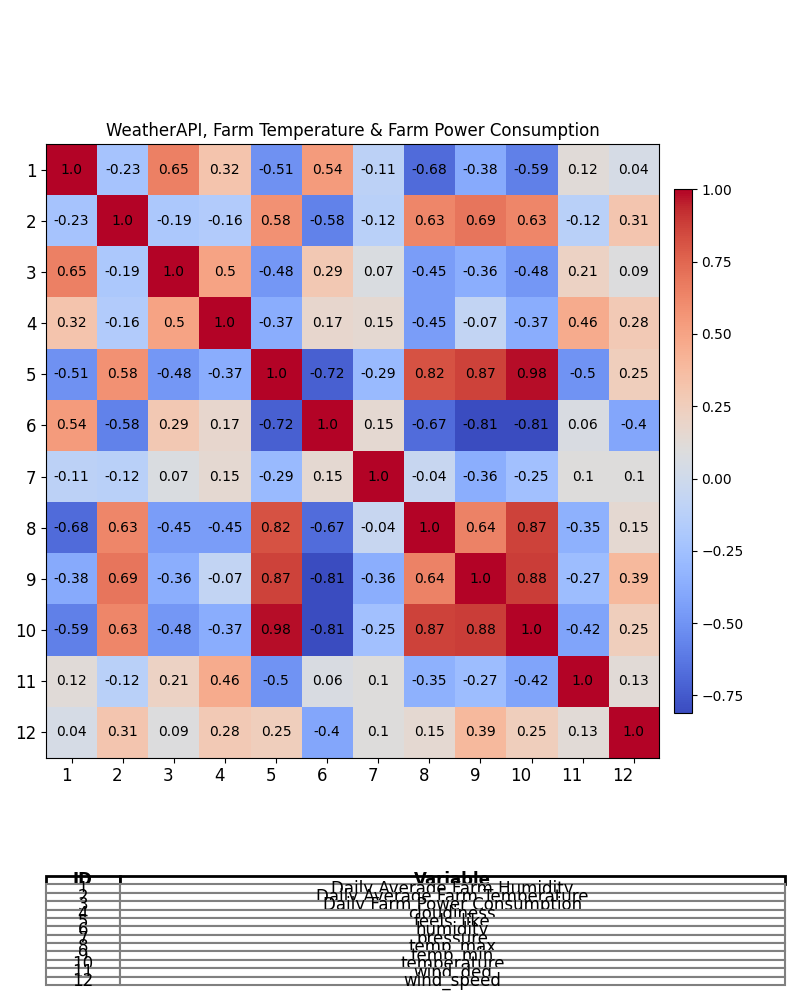 WeatherAPI, Farm Temperature & Farm Power Consumption
1 1.0 -0.23 0.65 0.32 -0.51 0.54 -0.11 -0.68 -0.38 -0.59 0.12 0.04
2 -0.23 1.0 -0.19 -0.16 0.58 -0.58 -0.12 0.63 0.69 0.63 -0.12 0.31
3 0.65 -0.19 1.0 0.5 -0.48 0.29 0.07 -0.45 -0.36 -0.48 0.21 0.09
4 0.32 -0.16 0.5 1.0 -0.37 0.17 0.15 -0.45 -0.07 -0.37 0.46 0.28
5 -0.51 0.58 -0.48 -0.37 1.0 -0.72 -0.29 0.82 0.87 0.98 -0.5 0.25
6 0.54 -0.58 0.29 0.17 -0.72 1.0 0.15 -0.67 -0.81 -0.81 0.06 -0.4
7 -0.11 -0.12 0.07 0.15 -0.29 0.15 1.0 -0.04 -0.36 -0.25 0.1 0.1
8 -0.68 0.63 -0.45 -0.45 0.82 -0.67 -0.04 1.0 0.64 0.87 -0.35 0.15
9 -0.38 0.69 -0.36 -0.07 0.87 -0.81 -0.36 0.64 1.0 0.88 -0.27 0.39
10 -0.59 0.63 -0.48 -0.37 0.98 -0.81 -0.25 0.87 0.88 1.0 -0.42 0.25
11 0.12 -0.12 0.21 0.46 -0.5 0.06 0.1 -0.35 -0.27 -0.42 1.0 0.13
12 0.04 0.31 0.09 0.28 0.25 -0.4 0.1 0.15 0.39 0.25 0.13 1.0
1 2 3 4 5 6 7 8 9 10 11 12
1.00
0.75
0.50
0.25
0.00
−0.25
−0.50
−0.75
ID Variable
1 Daily Average Farm Humidity
2 Daily Average Farm Temperature
3 Daily Farm Power Consumption
4 cloudiness
5 feels_like
6 humidity
7 pressure
8 temp_max
9 temp_min
10 temperature
11 wind_deg
12 wind_speed